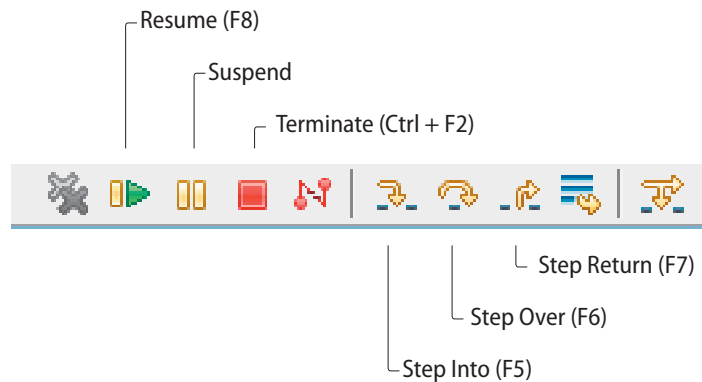 Resume (F8)
Suspend
Terminate (Ctrl + F2)
Step Return (F7)
Step Over (F6)
Step Into (F5)